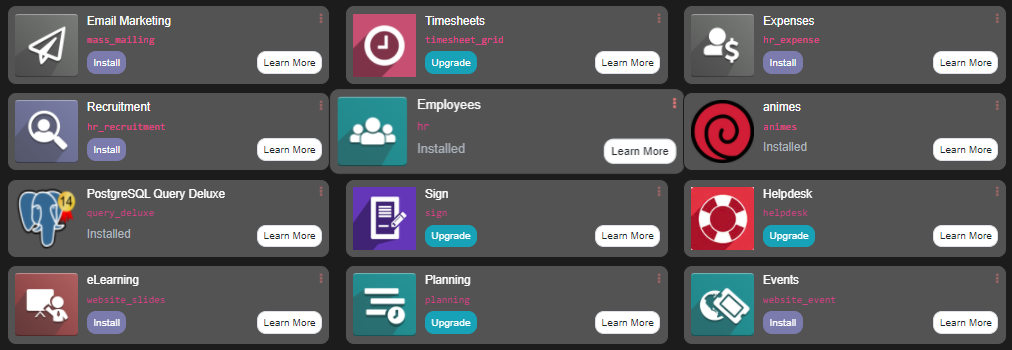 Email Marketing
mass_mailing
Install
Learn More
Timesheets
timesheet_grid
Upgrade
Learn More
Expenses
hr_expense
Install
Learn More
Recruitment
hr_recruitment
Install
Learn More
Employees
hr
Installed
Learn More
animes
animes
Installed
Learn More
14
PostgreSQL Query Deluxe
query_deluxe
Installed
Learn More
Sign
sign
Upgrade
Learn More
Helpdesk
helpdesk
Upgrade
Learn More
eLearning
website_slides
Install
Learn More
Planning
planning
Upgrade
Learn More
Events
website_event
Install
Learn More